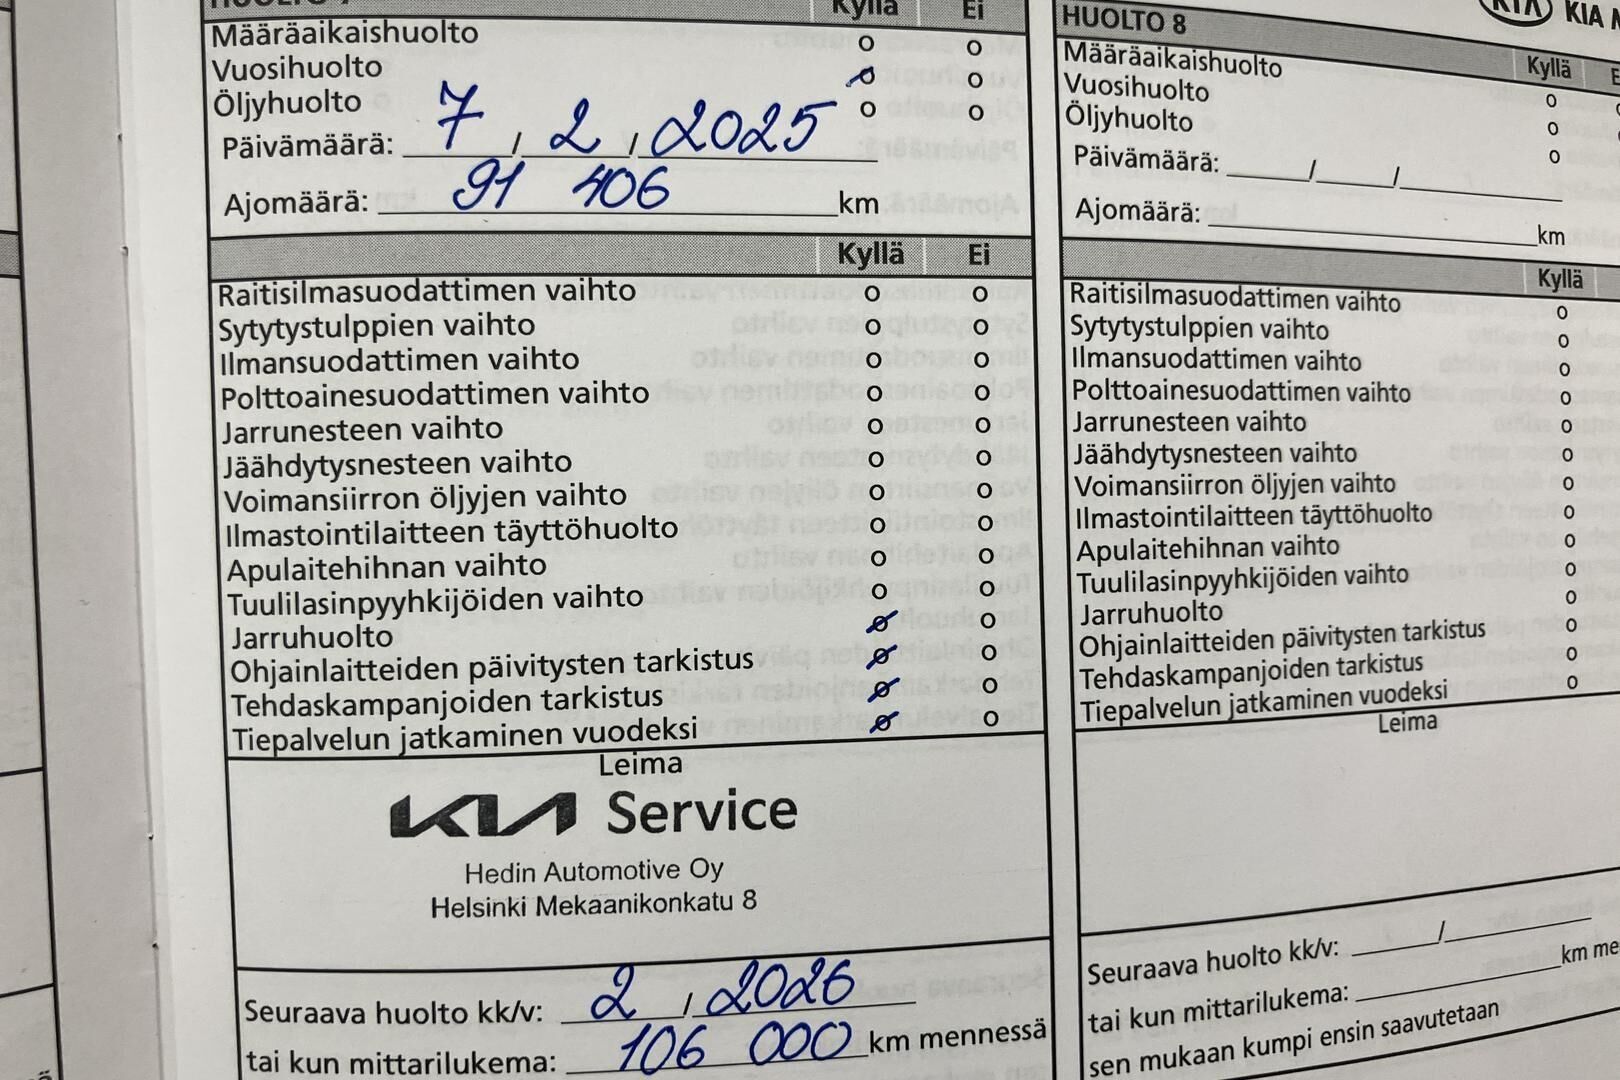 Kyllä Ei
Määräaikaishuolto o o
Vuosihuolto o o
Öljyhuolto o o
Päivämäärä: 7 / 2 / 2025
Ajomäärä: 91 406 km
Kyllä Ei
Raitisilmasuodattimen vaihto o o
Sytytystulppien vaihto o o
Ilmansuodattimen vaihto o o
Polttoainesuodattimen vaihto o o
Jarrunesteen vaihto o o
Jäähdytysnesteen vaihto o o
Voimansiirron öljyjen vaihto o o
Ilmastointilaitteen täyttöhuolto o o
Apulaitehihnan vaihto o o
Tuulilasinpyyhkijöiden vaihto o o
Jarruhuolto o o
Ohjainlaitteiden päivitysten tarkistus o o
Tehdaskampanjoiden tarkistus o o
Tiepalvelun jatkaminen vuodeksi o o
Leima
KIA Service
Hedin Automotive Oy
Helsinki Mekaanikonkatu 8
Seuraava huolto kk/v: 2 / 2026
tai kun mittarilukema: 106 000 km mennessä
KIA KIA
HUOLTO 8
Kyllä
Määräaikaishuolto o
Vuosihuolto o
Öljyhuolto o
Päivämäärä: / /
Ajomäärä: km
Kyllä
Raitisilmasuodattimen vaihto o
Sytytystulppien vaihto o
Ilmansuodattimen vaihto o
Polttoainesuodattimen vaihto o
Jarrunesteen vaihto o
Jäähdytysnesteen vaihto o
Voimansiirron öljyjen vaihto o
Ilmastointilaitteen täyttöhuolto o
Apulaitehihnan vaihto o
Tuulilasinpyyhkijöiden vaihto o
Jarruhuolto o
Ohjainlaitteiden päivitysten tarkistus o
Tehdaskampanjoiden tarkistus o
Tiepalvelun jatkaminen vuodeksi o
Leima
Seuraava huolto kk/v: /
tai kun mittarilukema: km me
sen mukaan kumpi ensin saavutetaan